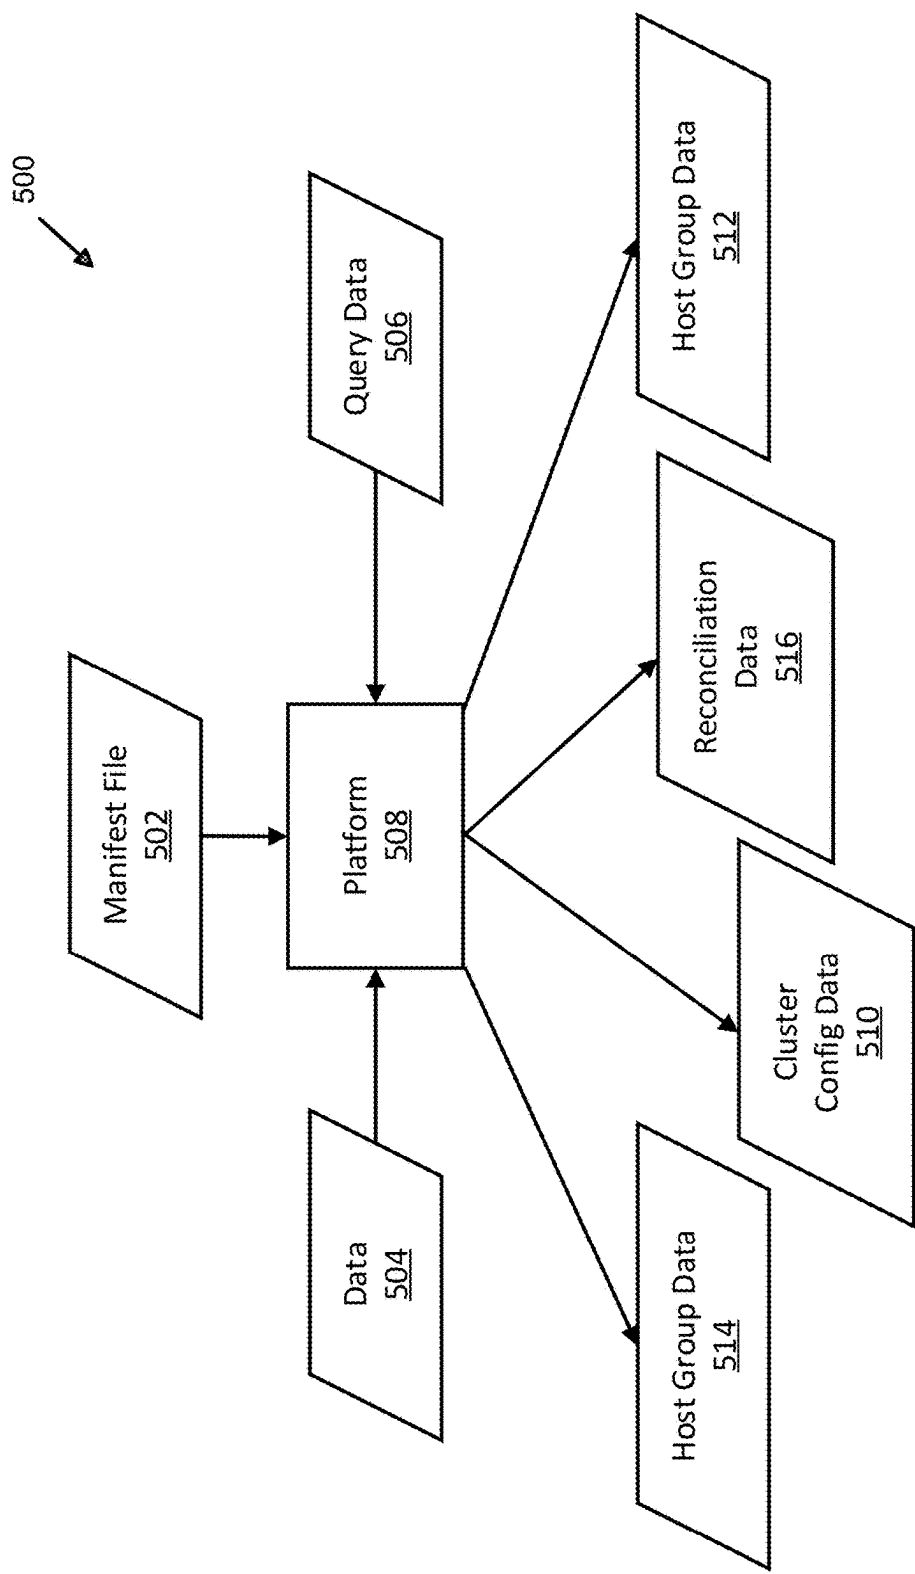 500
Manifest File
502
Data
504
Platform
508
Query Data
506
Host Group Data
514
Cluster
Config Data
510
Reconciliation
Data
516
Host Group Data
512